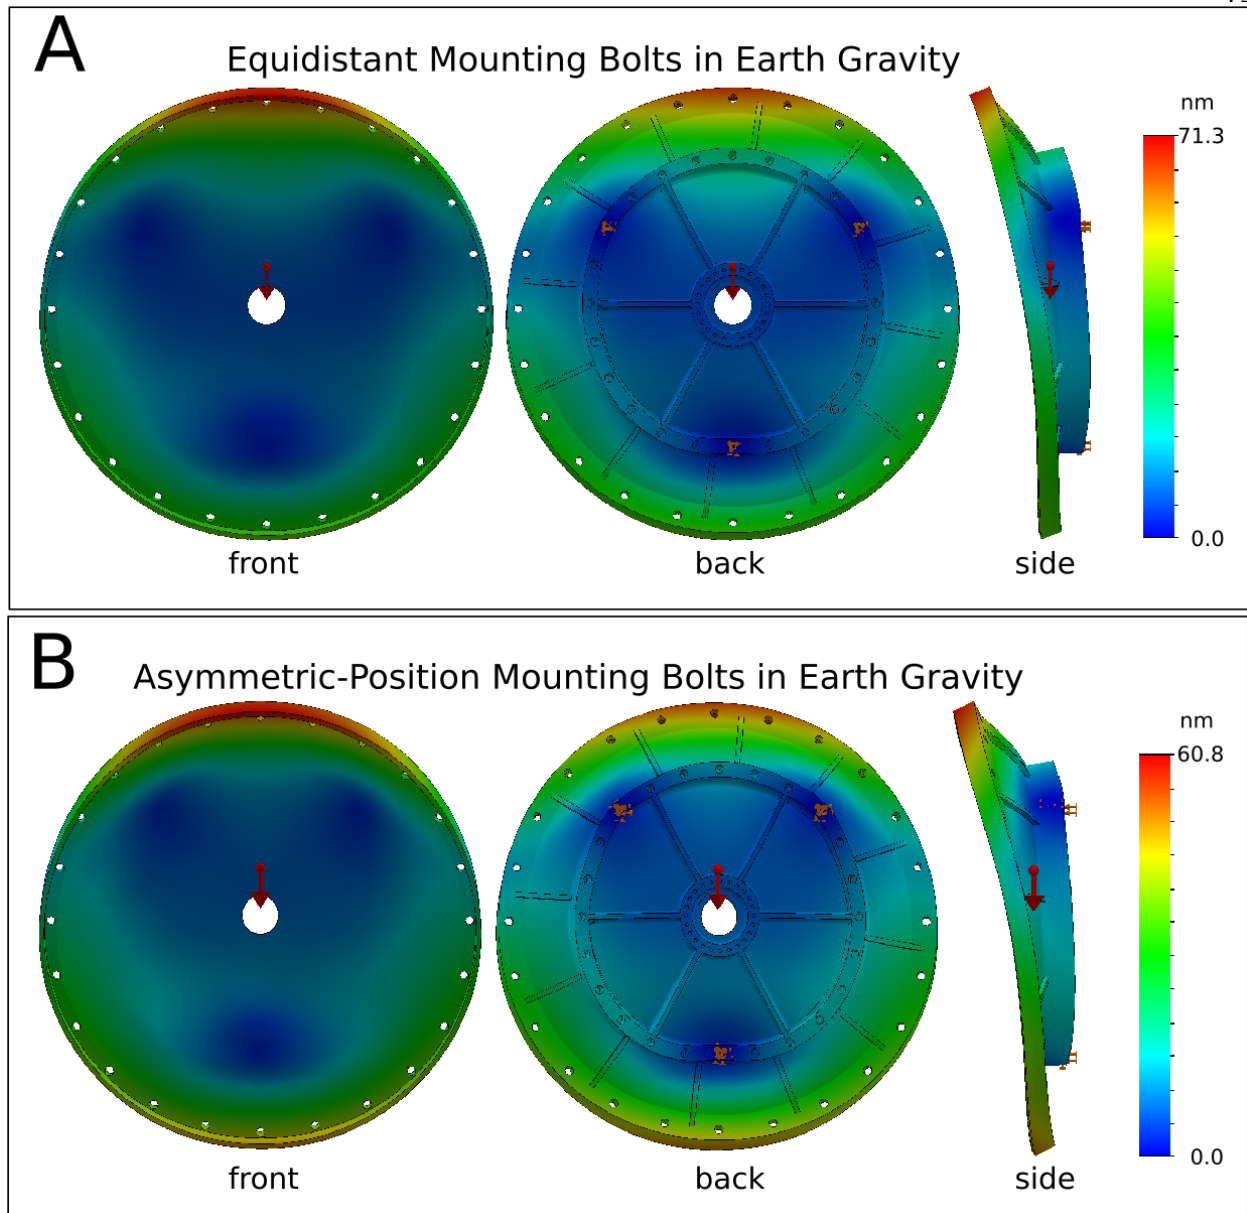 A
Equidistant Mounting Bolts in Earth Gravity
nm
71.3
0.0
front
back
side
B
Asymmetric-Position Mounting Bolts in Earth Gravity
nm
60.8
0.0
front
back
side